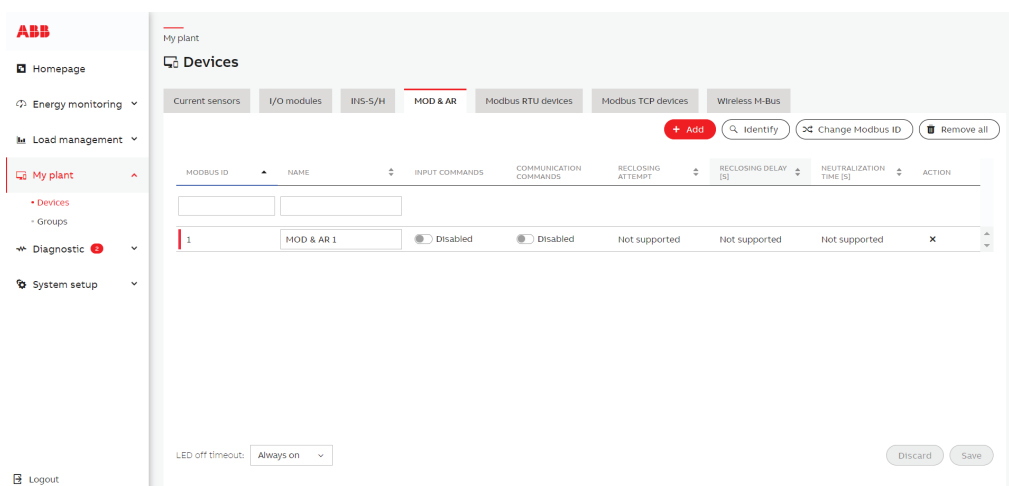 ABB
Homepage
Energy monitoring
Load management
My plant
• Devices
• Groups
Diagnostic 2
System setup
Logout
My plant
Devices
Current sensors I/O modules INS-S/H MOD & AR Modbus RTU devices Modbus TCP devices Wireless M-Bus
+ Add Identify Change Modbus ID Remove all
MODBUS ID NAME INPUT COMMANDS COMMUNICATION COMMANDS RECLOSING ATTEMPT RECLOSING DELAY [S] NEUTRALIZATION TIME [S] ACTION
1 MOD & AR 1 Disabled Disabled Not supported Not supported Not supported ×
LED off timeout: Always on Discard Save